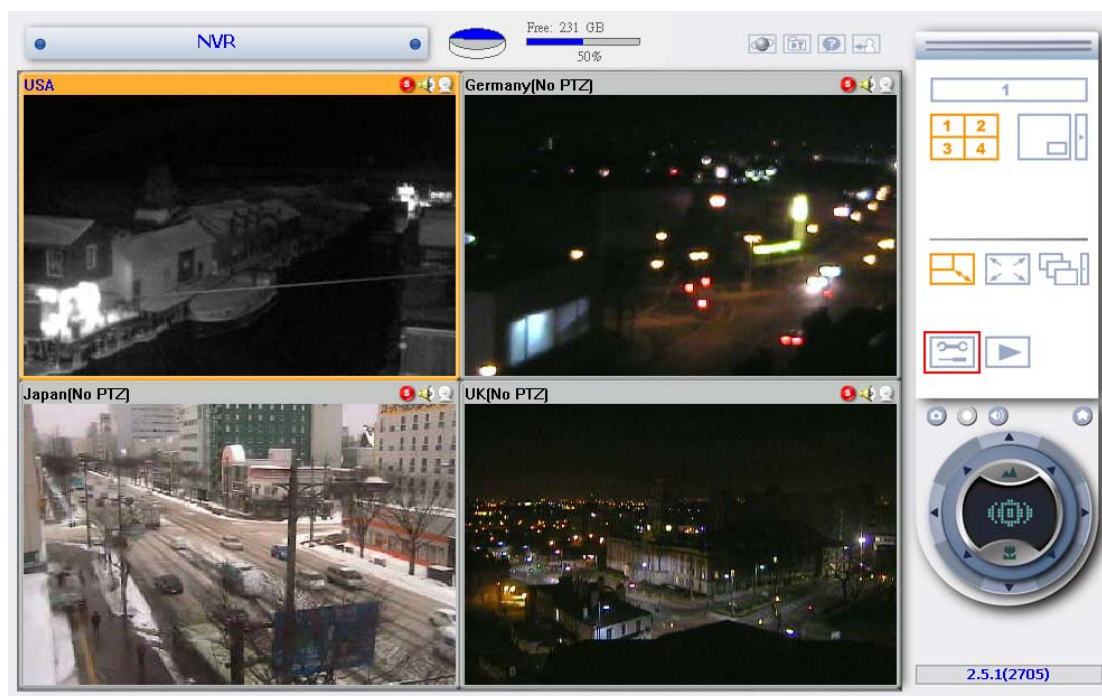 NVR
Free: 231 GB
50%
USA
Germany(No PTZ)
Japan(No PTZ)
UK(No PTZ)
1
1 2
3 4
2.5.1(2705)